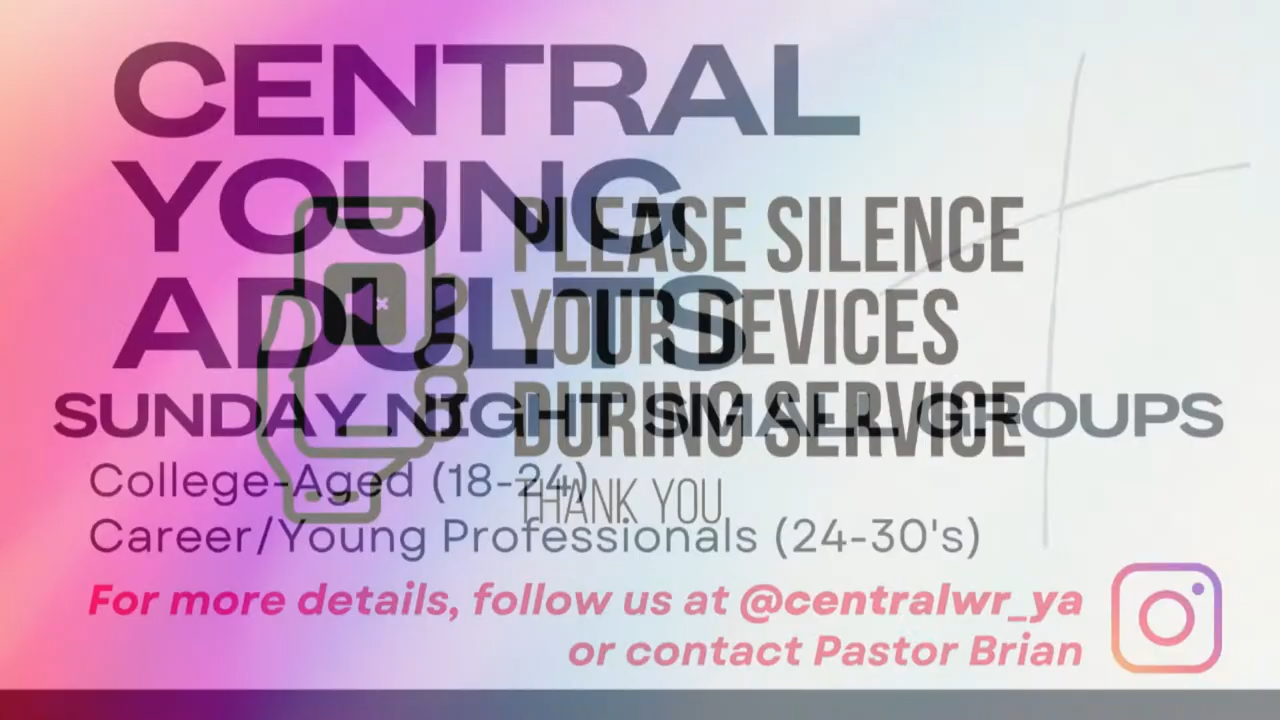 CENTRAL
YOUNG
ADULTS
SUNDAY NIGHT SMALL GROUPS
College-Aged (18-24)
Career/Young Professionals (24-30's)
For more details, follow us at @centralwr_ya
or contact Pastor Brian
PLEASE SILENCE
YOUR DEVICES
DURING SERVICE
THANK YOU